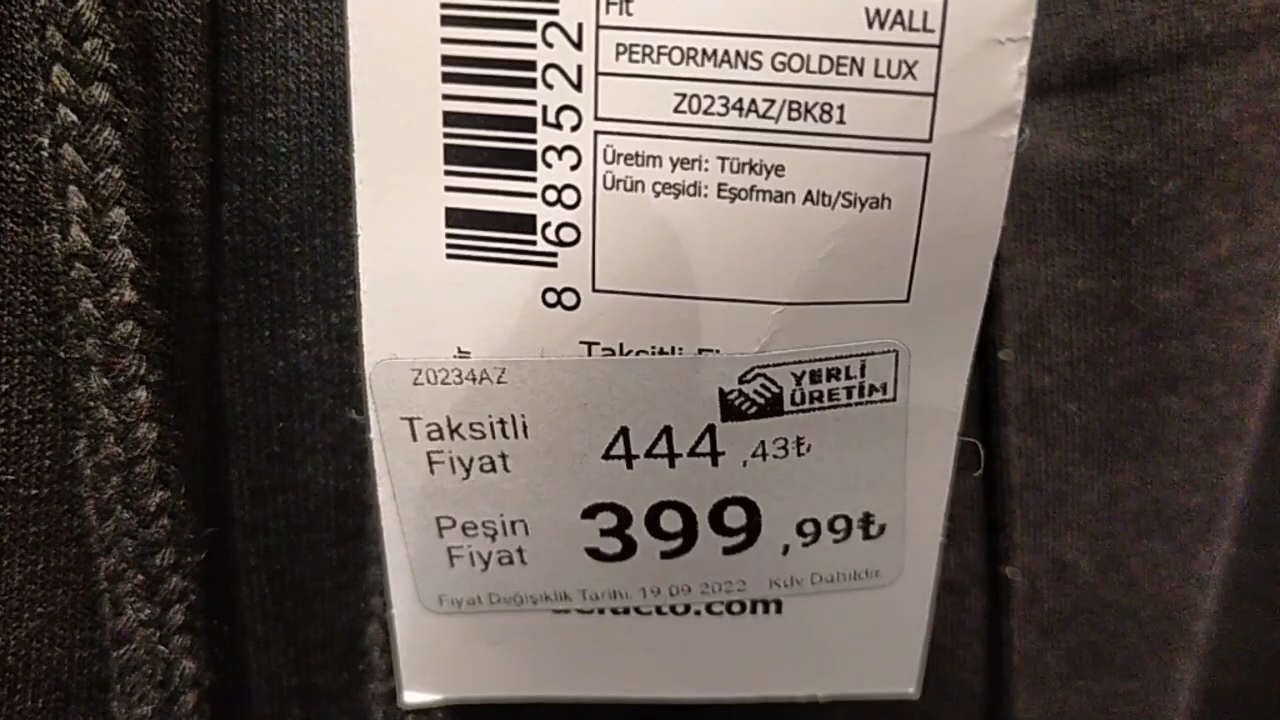 Fit WALL
PERFORMANS GOLDEN LUX
Z0234AZ/BK81
Üretim yeri: Türkiye
Ürün çeşidi: Eşofman Altı/Siyah
8 683522
Taksitli
Z0234AZ
YERLİ
ÜRETİM
Taksitli
Fiyat
444,43₺
Peşin
Fiyat
399,99₺
Fiyat Değişiklik Tarihi: 19.09.2022 Kdv Dahildir.
defacto.com